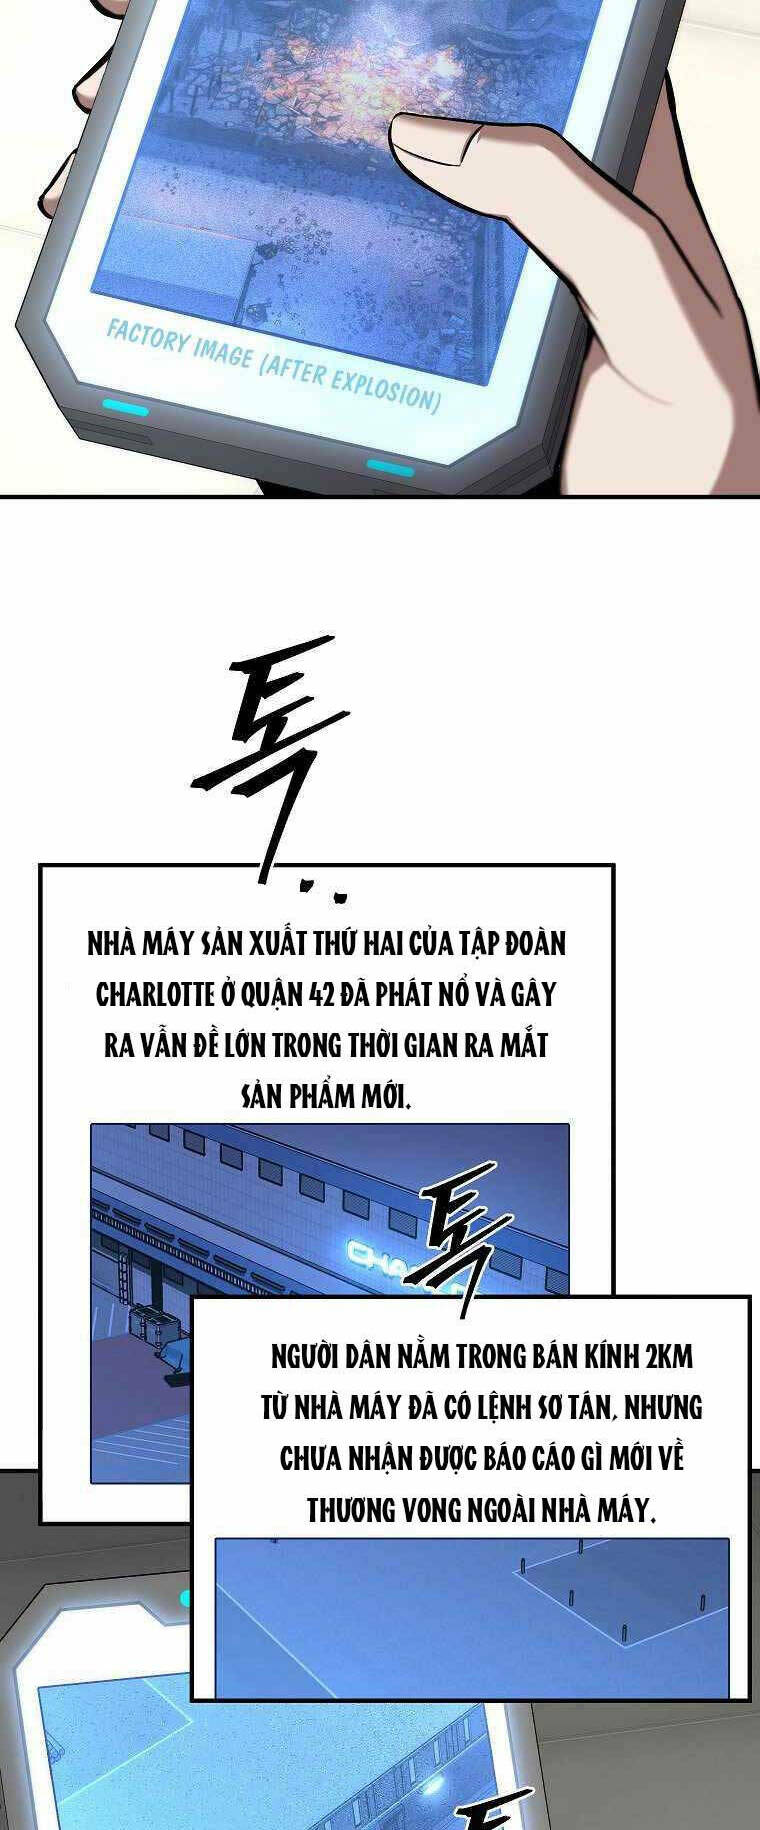 FACTORY IMAGE (AFTER EXPLOSION)
톡
NHÀ MÁY SẢN XUẤT THỨ HAI CỦA TẬP ĐOÀN
CHARLOTTE Ở QUẬN 42 ĐÃ PHÁT NỔ VÀ GÂY
RA VẪN ĐỀ LỚN TRONG THỜI GIAN RA MẮT
SẢN PHẨM MỚI.
톡
NGƯỜI DÂN NẰM TRONG BÁN KÍNH 2KM
TỪ NHÀ MÁY ĐÃ CÓ LỆNH SƠ TÁN, NHƯNG
CHƯA NHẬN ĐƯỢC BÁO CÁO GÌ MỚI VỀ
THƯƠNG VONG NGOÀI NHÀ MÁY.